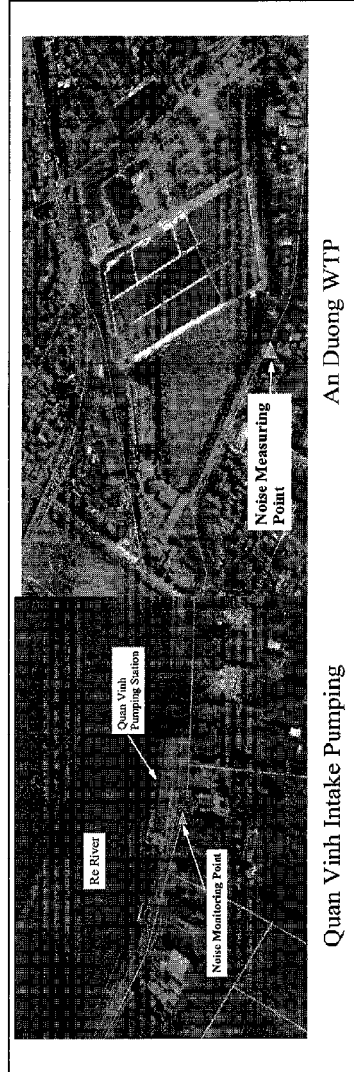 Re River
Quan Vinh
Pumping Station
Noise Monitoring Point
Quan Vinh Intake Pumping
Noise Measuring
Point
An Duong WTP